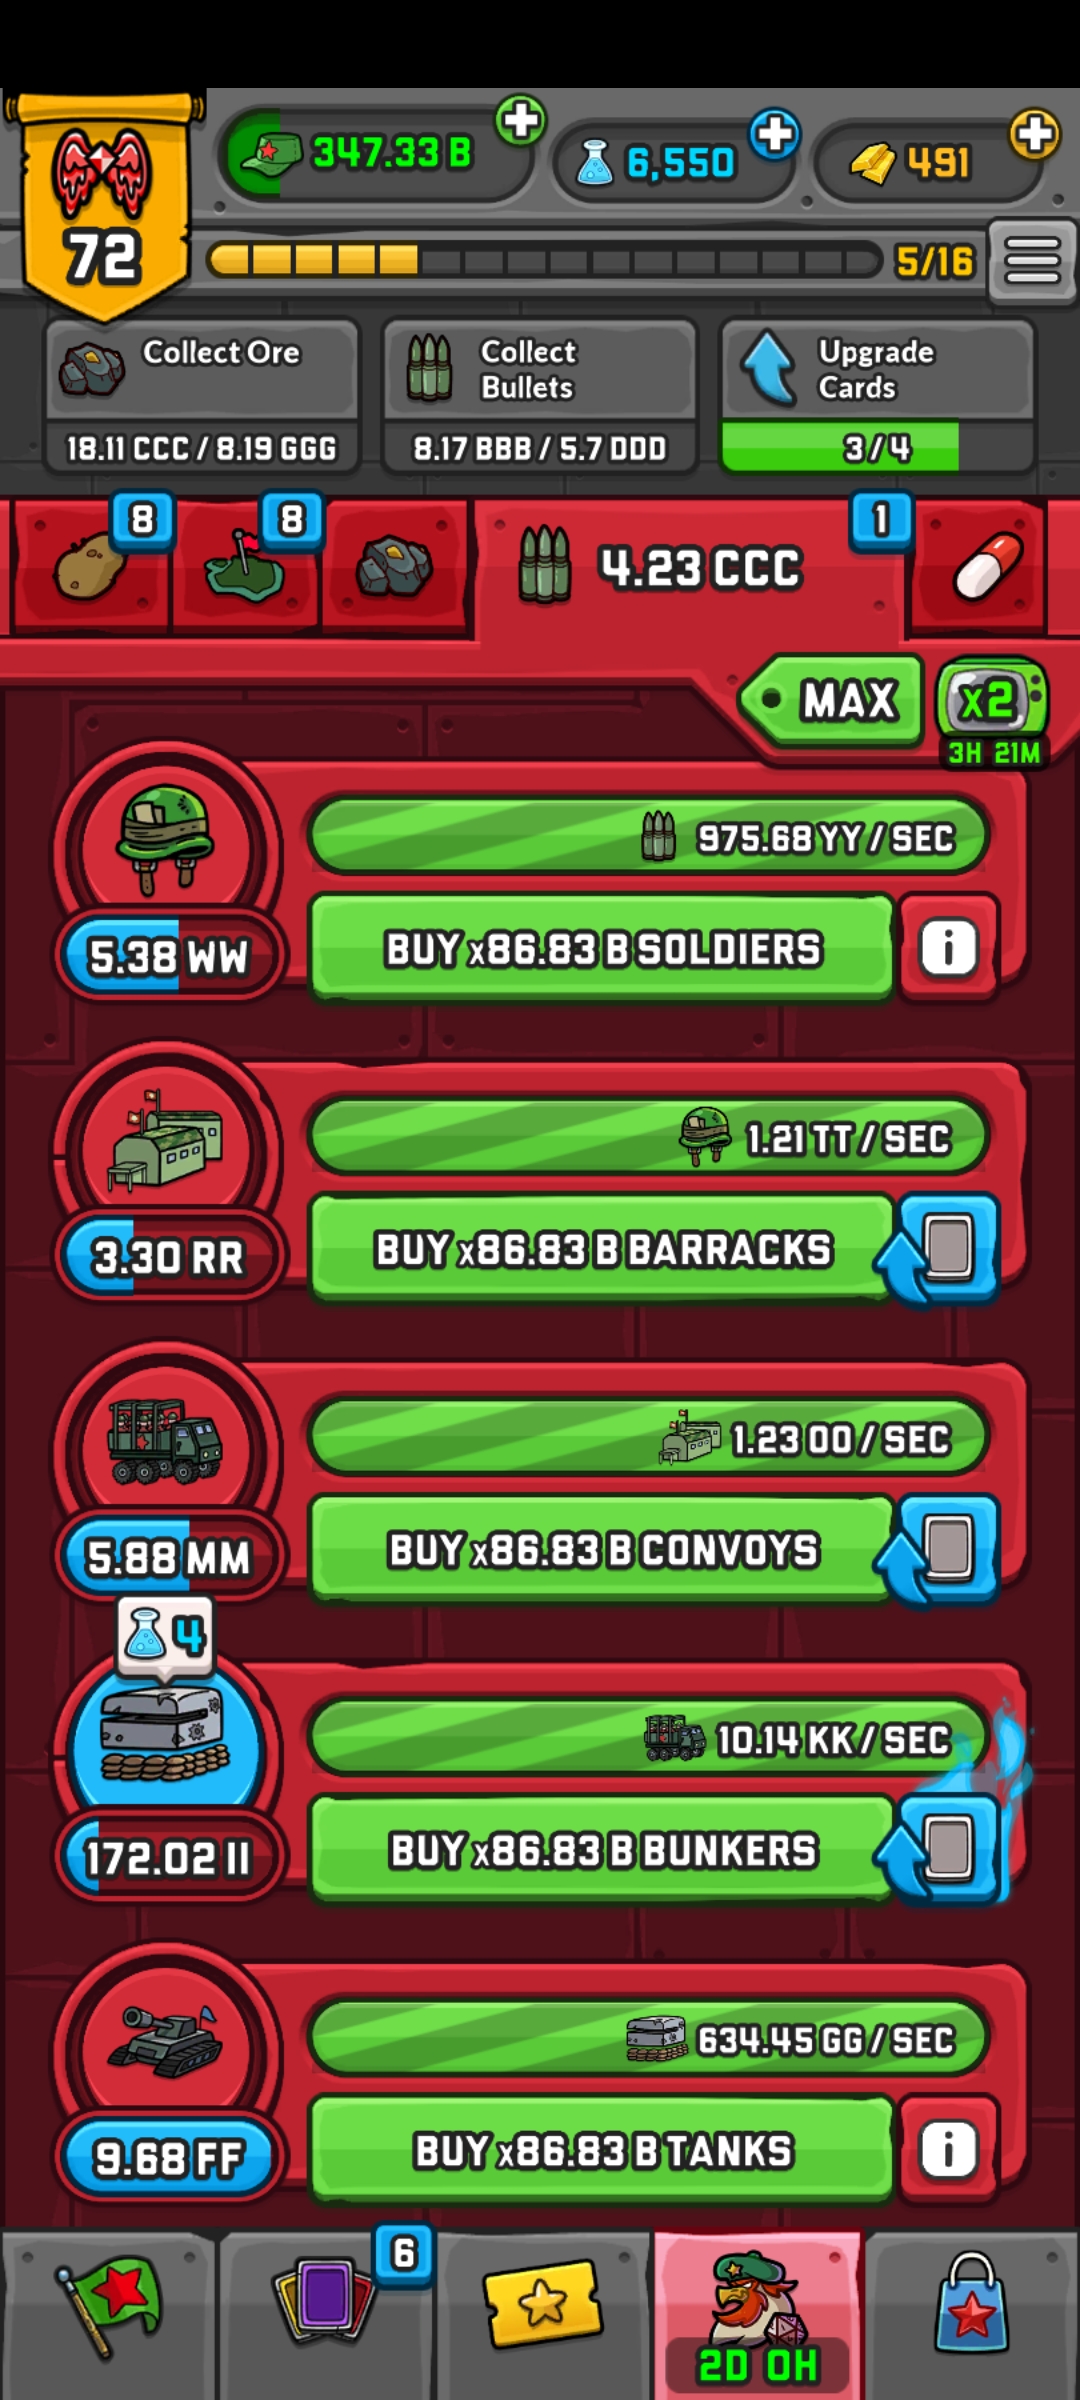 347.33 B
6,550
491
72
5/16
Collect Ore
18.11 CCC / 8.19 GGG
Collect
Bullets
8.17 BBB / 5.7 DDD
Upgrade
Cards
3 / 4
8
8
4.23 CCC
1
MAX
x2
3H 21M
975.68 YY / SEC
5.38 WW
BUY x86.83 B SOLDIERS
i
1.21 TT / SEC
3.30 RR
BUY x86.83 B BARRACKS
1.23 OO / SEC
5.88 MM
BUY x86.83 B CONVOYS
4
10.14 KK / SEC
172.02 II
BUY x86.83 B BUNKERS
634.45 GG / SEC
9.68 FF
BUY x86.83 B TANKS
i
6
2D 0H